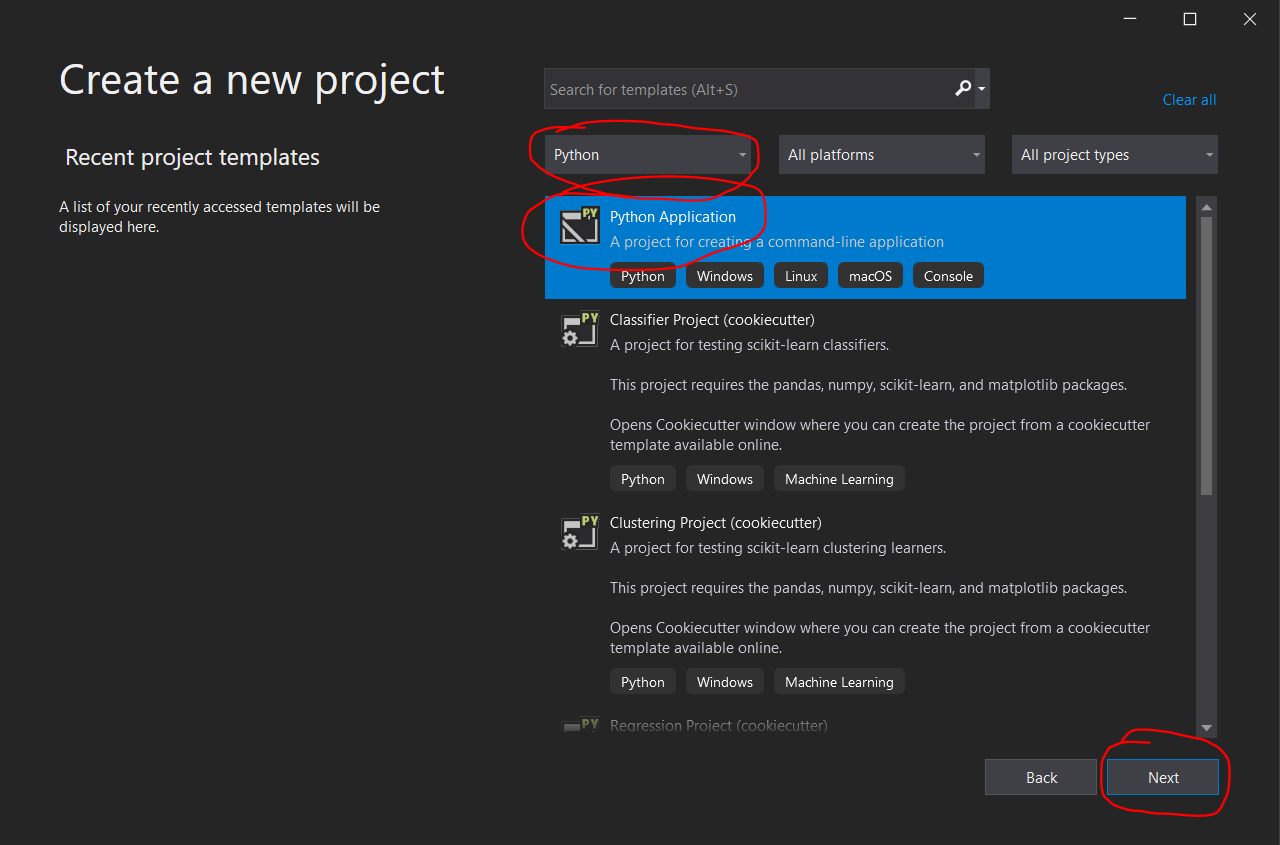 Create a new project
Search for templates (Alt+S)
Clear all
Recent project templates
Python
All platforms
All project types
A list of your recently accessed templates will be
displayed here.
PY
Python Application
A project for creating a command-line application
Python Windows Linux macOS Console
PY
Classifier Project (cookiecutter)
A project for testing scikit-learn classifiers.
This project requires the pandas, numpy, scikit-learn, and matplotlib packages.
Opens Cookiecutter window where you can create the project from a cookiecutter
template available online.
Python Windows Machine Learning
PY
Clustering Project (cookiecutter)
A project for testing scikit-learn clustering learners.
This project requires the pandas, numpy, scikit-learn, and matplotlib packages.
Opens Cookiecutter window where you can create the project from a cookiecutter
template available online.
Python Windows Machine Learning
PY
Regression Project (cookiecutter)
Back
Next